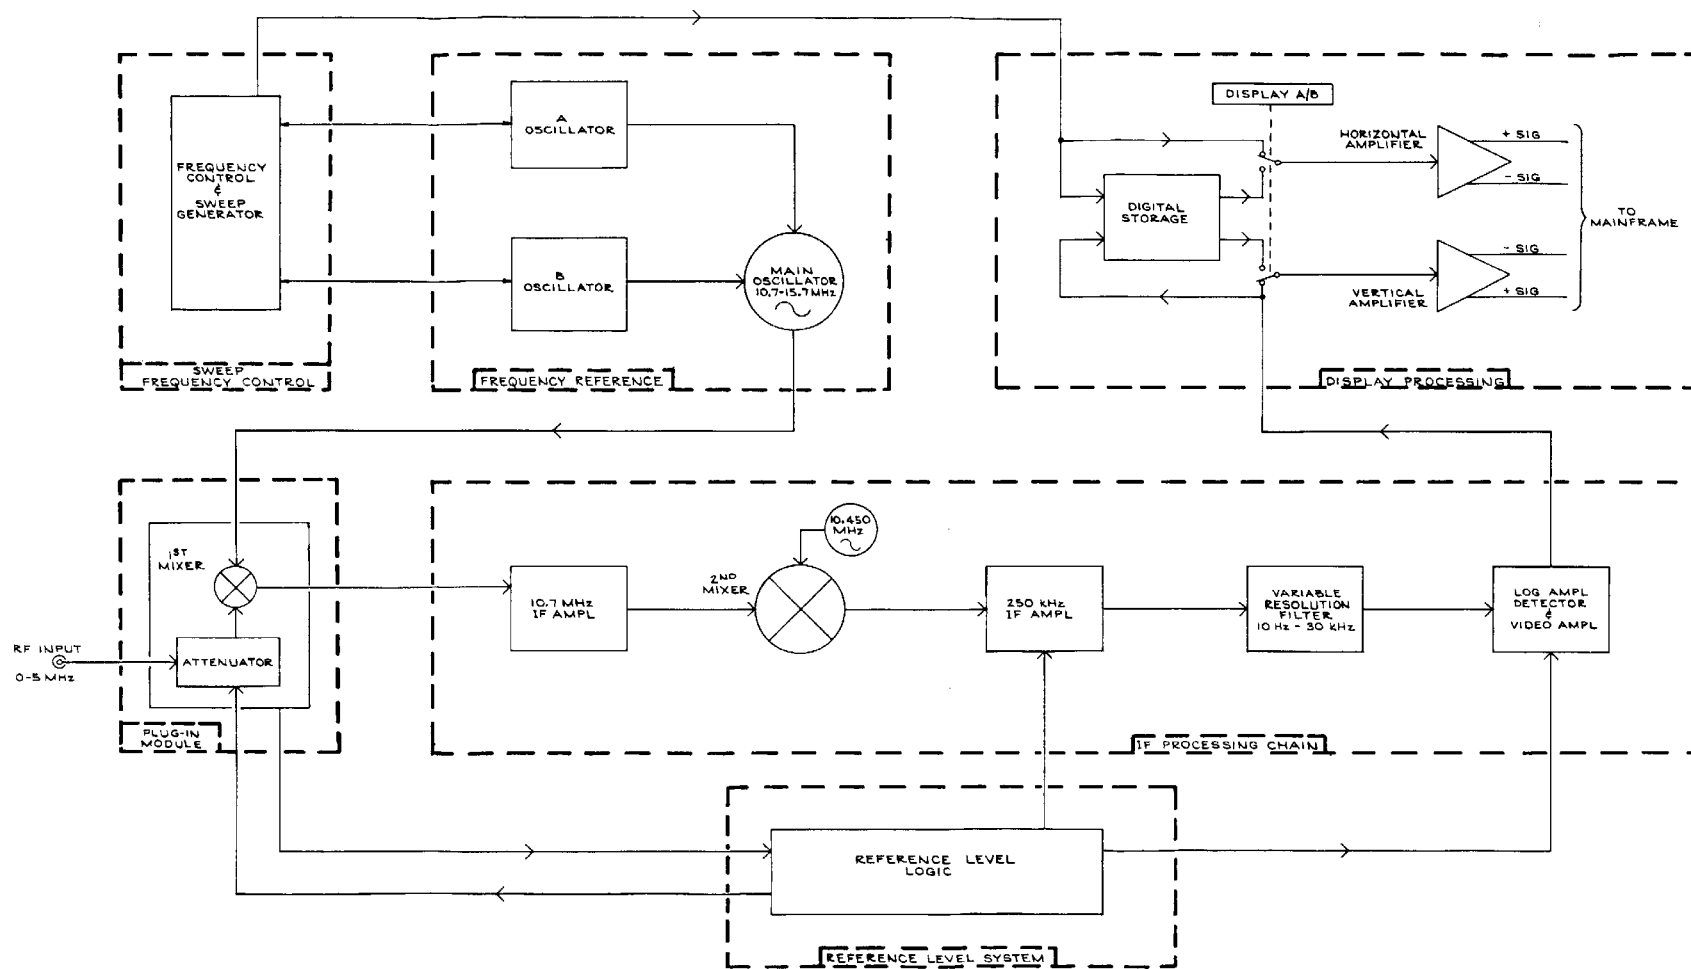 FREQUENCY
CONTROL
&
SWEEP
GENERATOR
SWEEP
FREQUENCY CONTROL
A
OSCILLATOR
B
OSCILLATOR
MAIN
OSCILLATOR
10.7-15.7 MHz
FREQUENCY REFERENCE
DISPLAY A/B
DIGITAL
STORAGE
HORIZONTAL
AMPLIFIER
+ SIG
- SIG
VERTICAL
AMPLIFIER
- SIG
+ SIG
TO
MAINFRAME
DISPLAY PROCESSING
1ST
MIXER
ATTENUATOR
RF INPUT
0-5 MHz
PLUG-IN
MODULE
10.7 MHz
IF AMPL
2ND
MIXER
10.450
MHz
250 kHz
IF AMPL
VARIABLE
RESOLUTION
FILTER
10 Hz - 30 kHz
LOG AMPL
DETECTOR
&
VIDEO AMPL
IF PROCESSING CHAIN
REFERENCE LEVEL
LOGIC
REFERENCE LEVEL SYSTEM